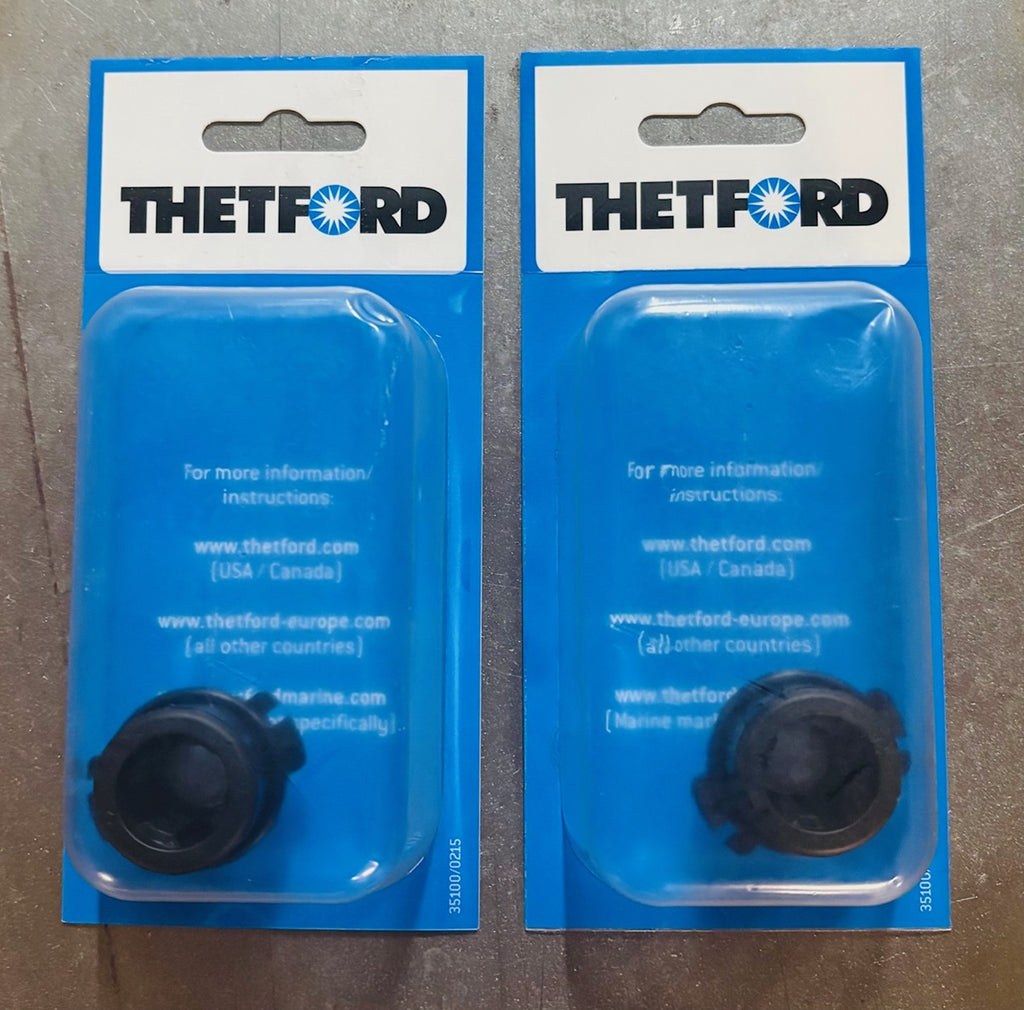 THETFORD
For more information/
instructions:
www.thetford.com
(USA / Canada)
www.thetford-europe.com
(all other countries)
specifically)
35100/0215
THETFORD
For more information/
instructions:
www.thetford.com
(USA / Canada)
www.thetford-europe.com
(all other countries)
(Marine
35100/